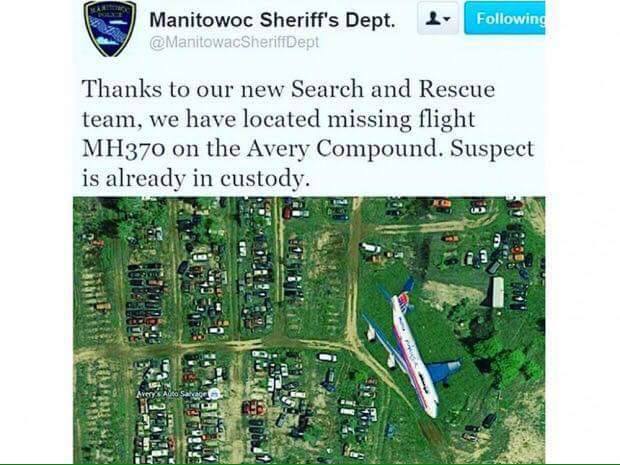 MANITOWOC
POLICE
Manitowoc Sheriff's Dept.
Following
@ManitowacSheriffDept
Thanks to our new Search and Rescue
team, we have located missing flight
MH370 on the Avery Compound. Suspect
is already in custody.
Avery's Auto Salvage